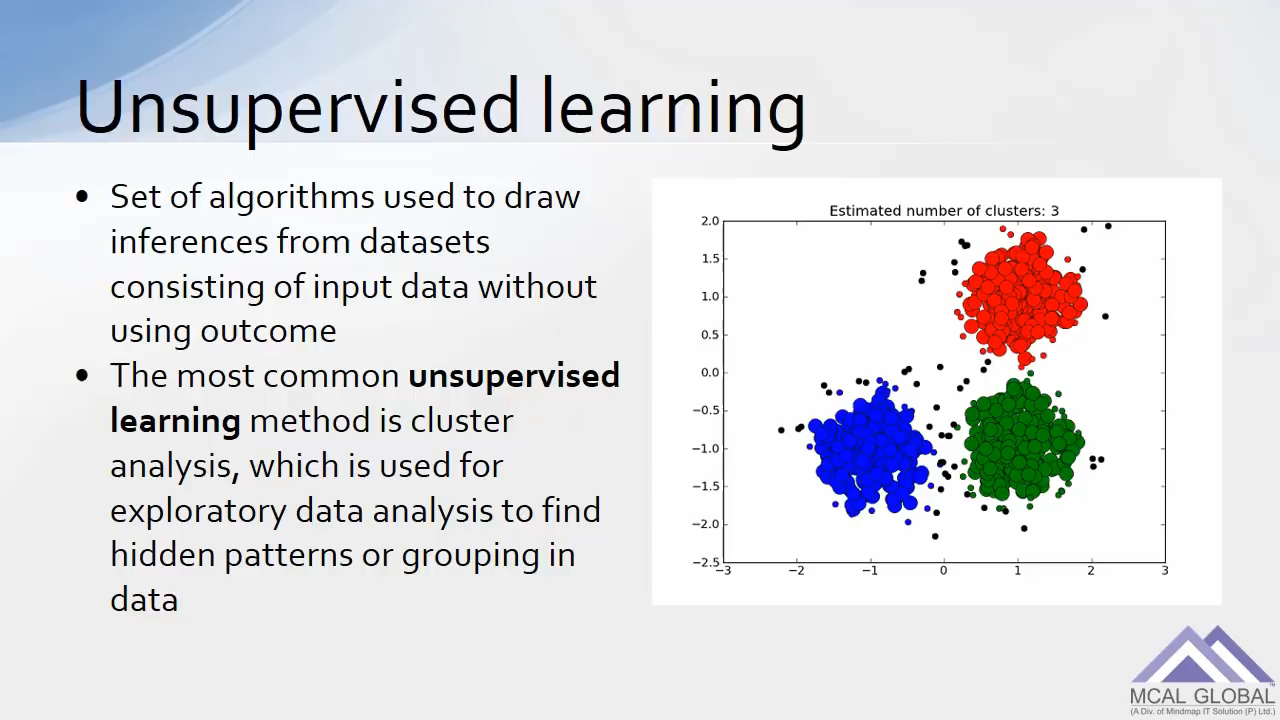 Unsupervised learning
• Set of algorithms used to draw
inferences from datasets
consisting of input data without
using outcome
• The most common unsupervised
learning method is cluster
analysis, which is used for
exploratory data analysis to find
hidden patterns or grouping in
data
Estimated number of clusters: 3
2.0
1.5
1.0
0.5
0.0
−0.5
−1.0
−1.5
−2.0
−2.5
−3 −2 −1 0 1 2 3
MCAL GLOBAL
(A Div. of Mindmap IT Solution (P) Ltd.)
™